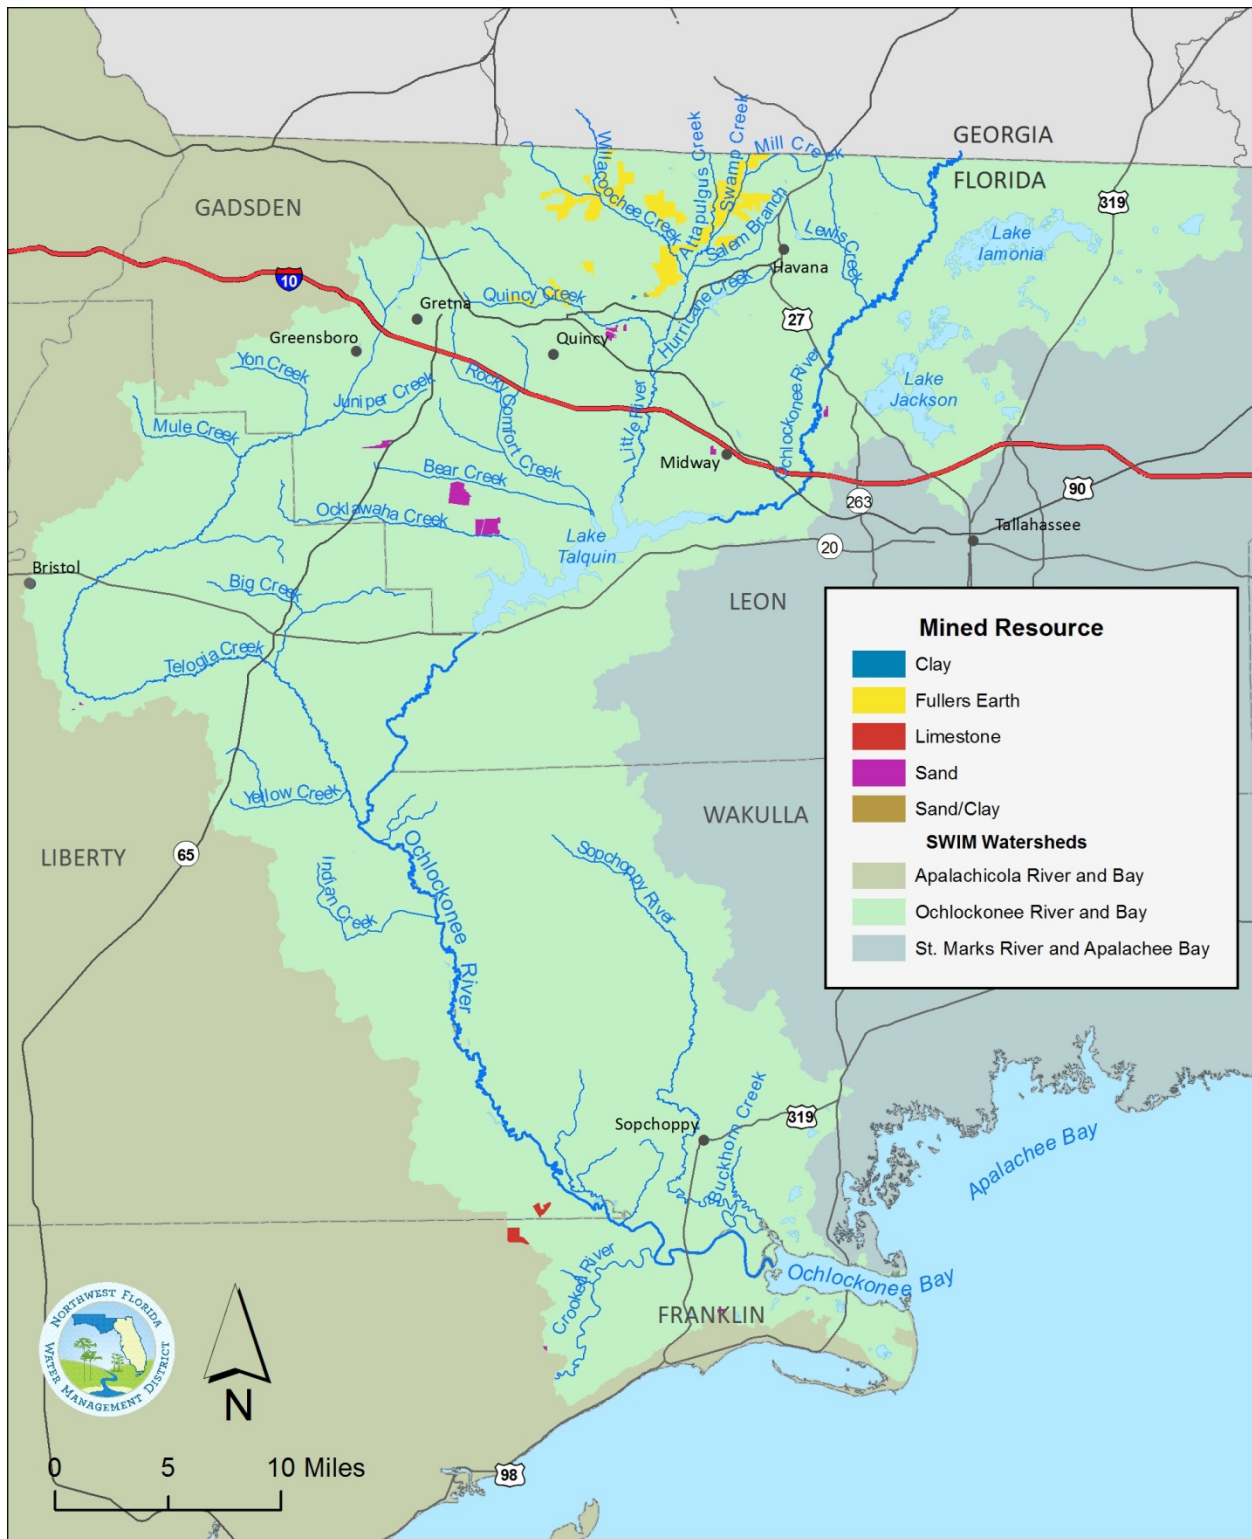 GEORGIA
FLORIDA
Willacoochee Creek
Attapulgus Creek
Swamp Creek
Mill Creek
319
GADSDEN
Salem Branch
Lewis Creek
Lake
Iamonia
Havana
10
Quincy Creek
Hurricane Creek
Gretna
27
Greensboro
Quincy
Yon Creek
Juniper Creek
Rocky Comfort Creek
Little River
Ochlockonee River
Lake
Jackson
Mule Creek
Midway
Bear Creek
90
263
Ocklawaha Creek
Tallahassee
Lake
Talquin
20
Bristol
Big Creek
LEON
Telogia Creek
Mined Resource
Clay
Fullers Earth
Limestone
Sand
Sand/Clay
SWIM Watersheds
Apalachicola River and Bay
Ochlockonee River and Bay
St. Marks River and Apalachee Bay
Yellow Creek
WAKULLA
LIBERTY
65
Ochlockonee River
Sopchoppy River
Indian Creek
Sopchoppy
319
Buckhorn Creek
Apalachee Bay
Crooked River
Ochlockonee Bay
FRANKLIN
NORTHWEST FLORIDA
WATER MANAGEMENT DISTRICT
N
0 5 10 Miles
98